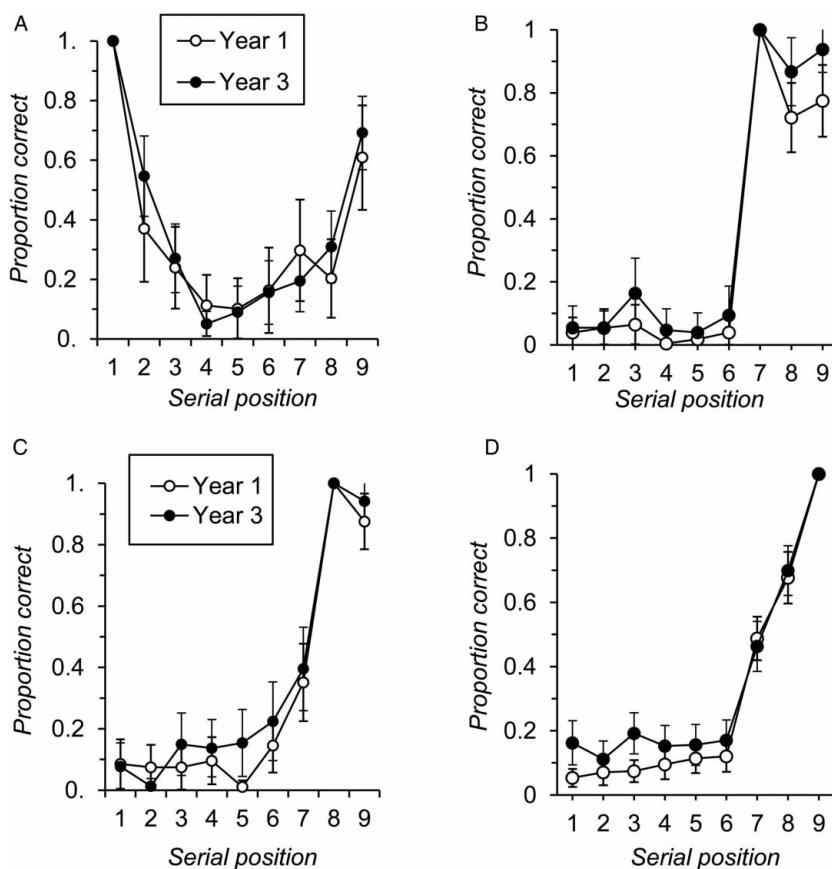 A
Year 1
Year 3
Proportion correct
1.
0.8
0.6
0.4
0.2
0.
1 2 3 4 5 6 7 8 9
Serial position
B
Proportion correct
1
0.8
0.6
0.4
0.2
0
1 2 3 4 5 6 7 8 9
Serial position
C
Year 1
Year 3
Proportion correct
1.
0.8
0.6
0.4
0.2
0.
1 2 3 4 5 6 7 8 9
Serial position
D
Proportion correct
1
0.8
0.6
0.4
0.2
0
1 2 3 4 5 6 7 8 9
Serial position